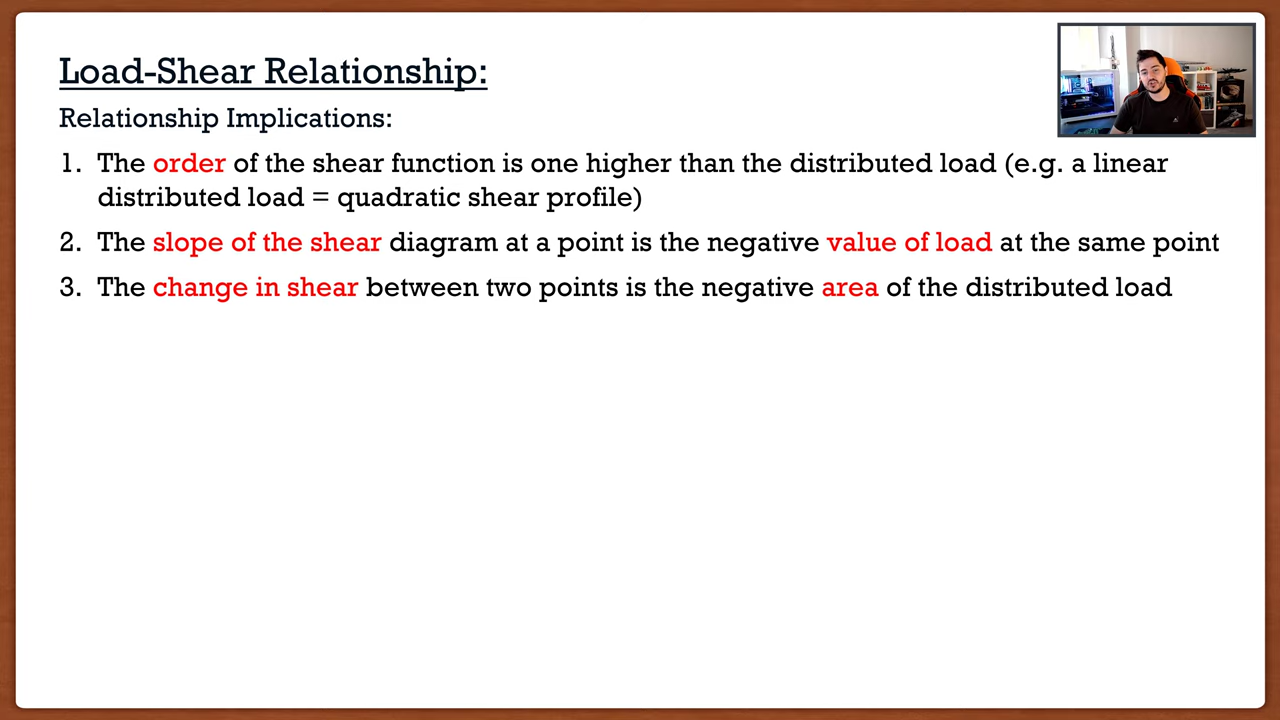 Load-Shear Relationship:
Relationship Implications:
1. The order of the shear function is one higher than the distributed load (e.g. a linear
distributed load = quadratic shear profile)
2. The slope of the shear diagram at a point is the negative value of load at the same point
3. The change in shear between two points is the negative area of the distributed load